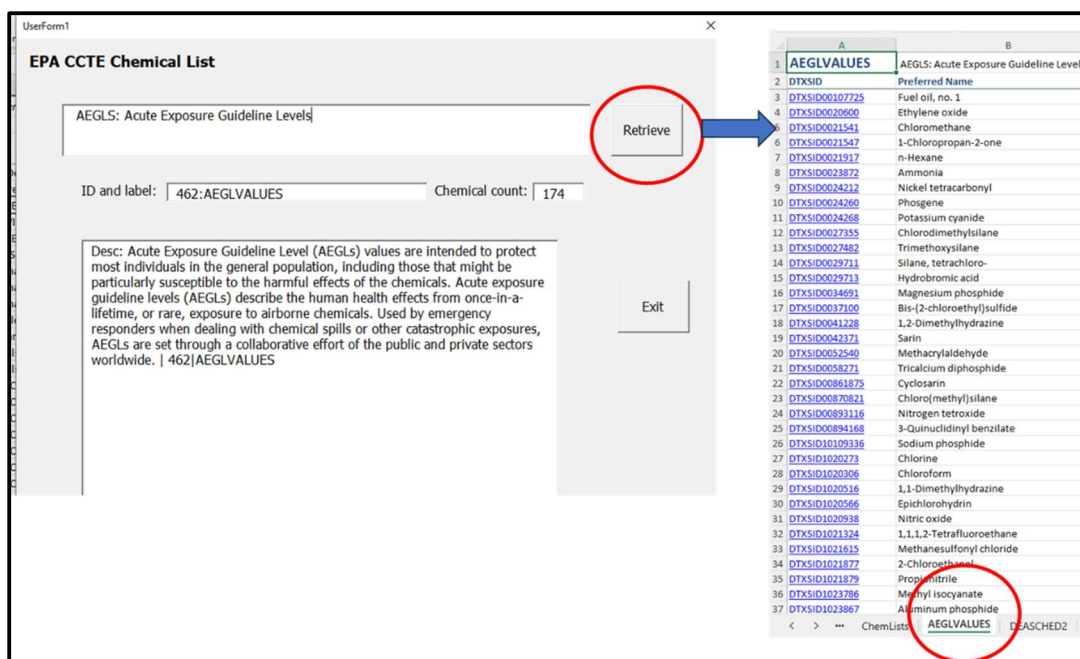 UserForm1
EPA CCTE Chemical List
AEGLS: Acute Exposure Guideline Levels
Retrieve
ID and label:
462:AEGLVALUES
Chemical count:
174
Desc: Acute Exposure Guideline Level (AEGLs) values are intended to protect
most individuals in the general population, including those that might be
particularly susceptible to the harmful effects of the chemicals. Acute exposure
guideline levels (AEGLs) describe the human health effects from once-in-a-
lifetime, or rare, exposure to airborne chemicals. Used by emergency
responders when dealing with chemical spills or other catastrophic exposures,
AEGLs are set through a collaborative effort of the public and private sectors
worldwide. | 462|AEGLVALUES
Exit
A B
1 AEGLVALUES AEGLS: Acute Exposure Guideline Level
2 DTXSID Preferred Name
3 DTXSID00107725 Fuel oil, no. 1
4 DTXSID0020600 Ethylene oxide
5 DTXSID0021541 Chloromethane
6 DTXSID0021547 1-Chloropropan-2-one
7 DTXSID0021917 n-Hexane
8 DTXSID0023872 Ammonia
9 DTXSID0024212 Nickel tetracarbonyl
10 DTXSID0024260 Phosgene
11 DTXSID0024268 Potassium cyanide
12 DTXSID0027355 Chlorodimethylsilane
13 DTXSID0027482 Trimethoxysilane
14 DTXSID0029711 Silane, tetrachloro-
15 DTXSID0029713 Hydrobromic acid
16 DTXSID0034691 Magnesium phosphide
17 DTXSID0037100 Bis-(2-chloroethyl)sulfide
18 DTXSID0041228 1,2-Dimethylhydrazine
19 DTXSID0042371 Sarin
20 DTXSID0052540 Methacrylaldehyde
21 DTXSID0058271 Tricalcium diphosphide
22 DTXSID00861875 Cyclosarin
23 DTXSID00870821 Chloro(methyl)silane
24 DTXSID00893116 Nitrogen tetroxide
25 DTXSID00894168 3-Quinuclidinyl benzilate
26 DTXSID10109336 Sodium phosphide
27 DTXSID1020273 Chlorine
28 DTXSID1020306 Chloroform
29 DTXSID1020516 1,1-Dimethylhydrazine
30 DTXSID1020566 Epichlorohydrin
31 DTXSID1020938 Nitric oxide
32 DTXSID1021324 1,1,1,2-Tetrafluoroethane
33 DTXSID1021615 Methanesulfonyl chloride
34 DTXSID1021877 2-Chloroethanol
35 DTXSID1021879 Propionitrile
36 DTXSID1023786 Methyl isocyanate
37 DTXSID1023867 Aluminum phosphide
ChemLists AEGLVALUES DEASCHED2